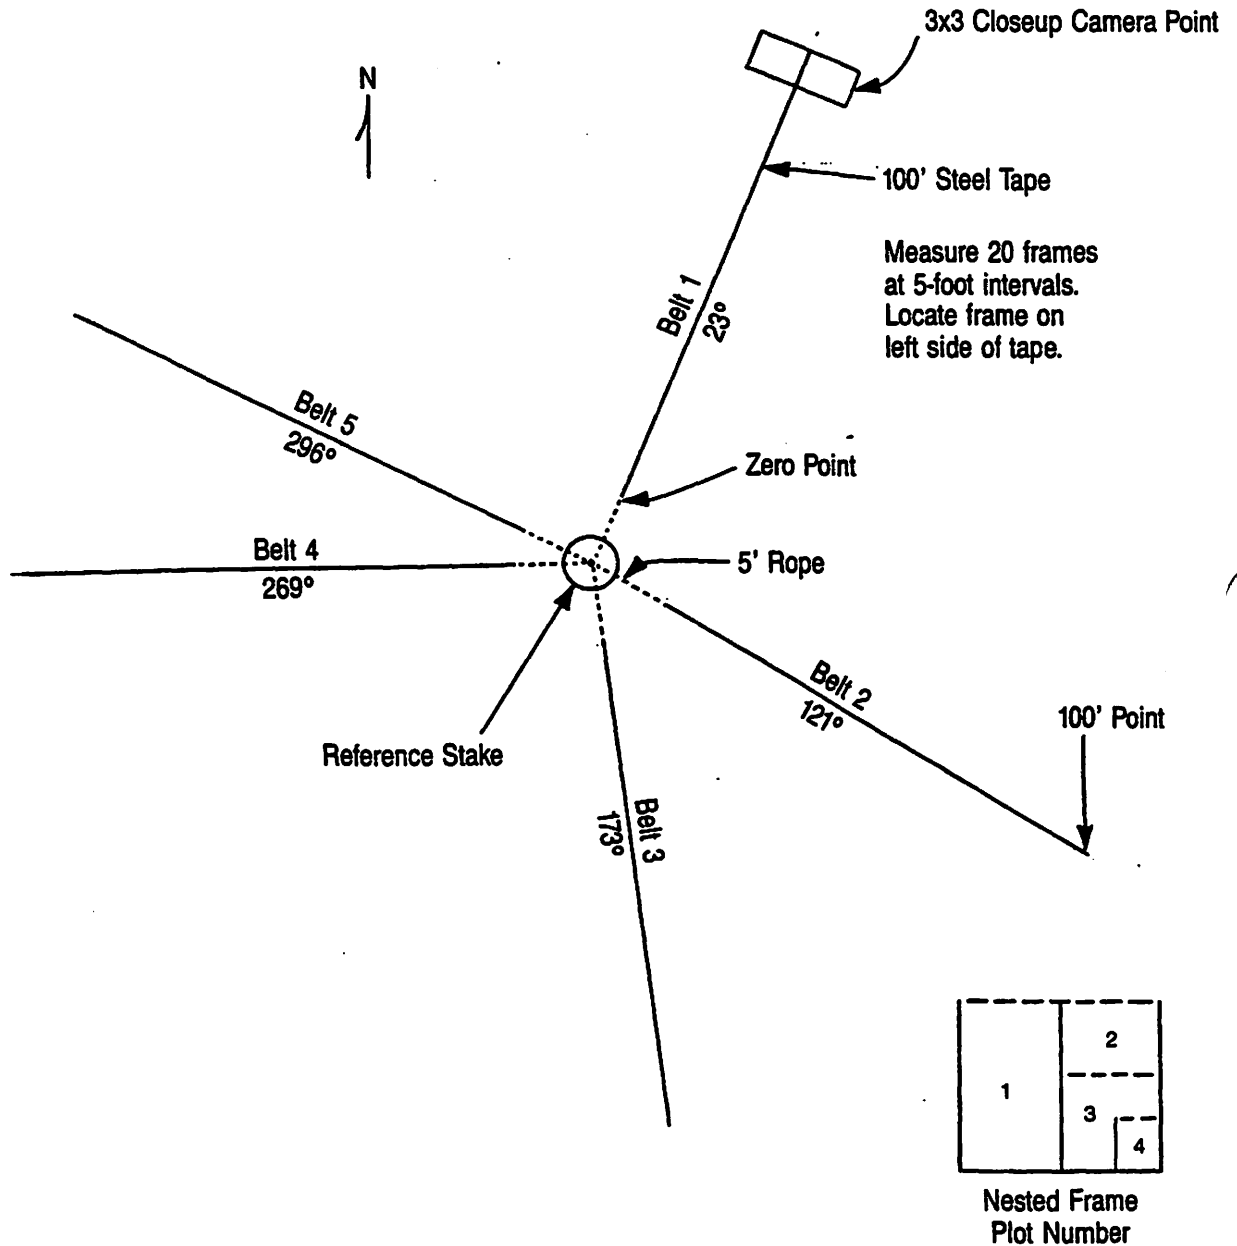 3x3 Closeup Camera Point
N
100' Steel Tape
Measure 20 frames
at 5-foot intervals.
Locate frame on
left side of tape.
Belt 1
23°
Belt 5
296°
Zero Point
Belt 4
269°
5' Rope
Belt 2
121°
100' Point
Reference Stake
Belt 3
173°
2
1
3
4
Nested Frame
Plot Number